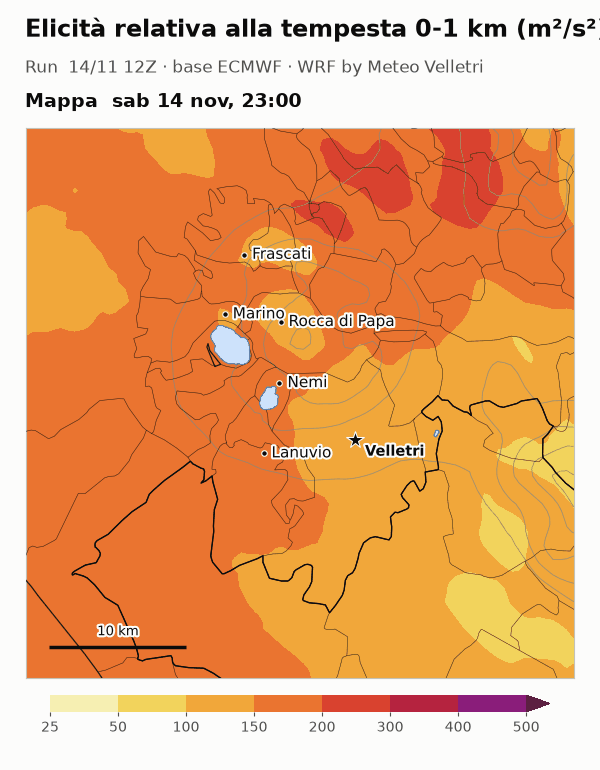 Elicità relativa alla tempesta 0-1 km (m²/s²)
Run  14/11 12Z · base ECMWF · WRF by Meteo Velletri
Mappa  sab 14 nov, 23:00
Frascati
Marino
Rocca di Papa
Nemi
Velletri
Lanuvio
10 km
25 50 100 150 200 300 400 500